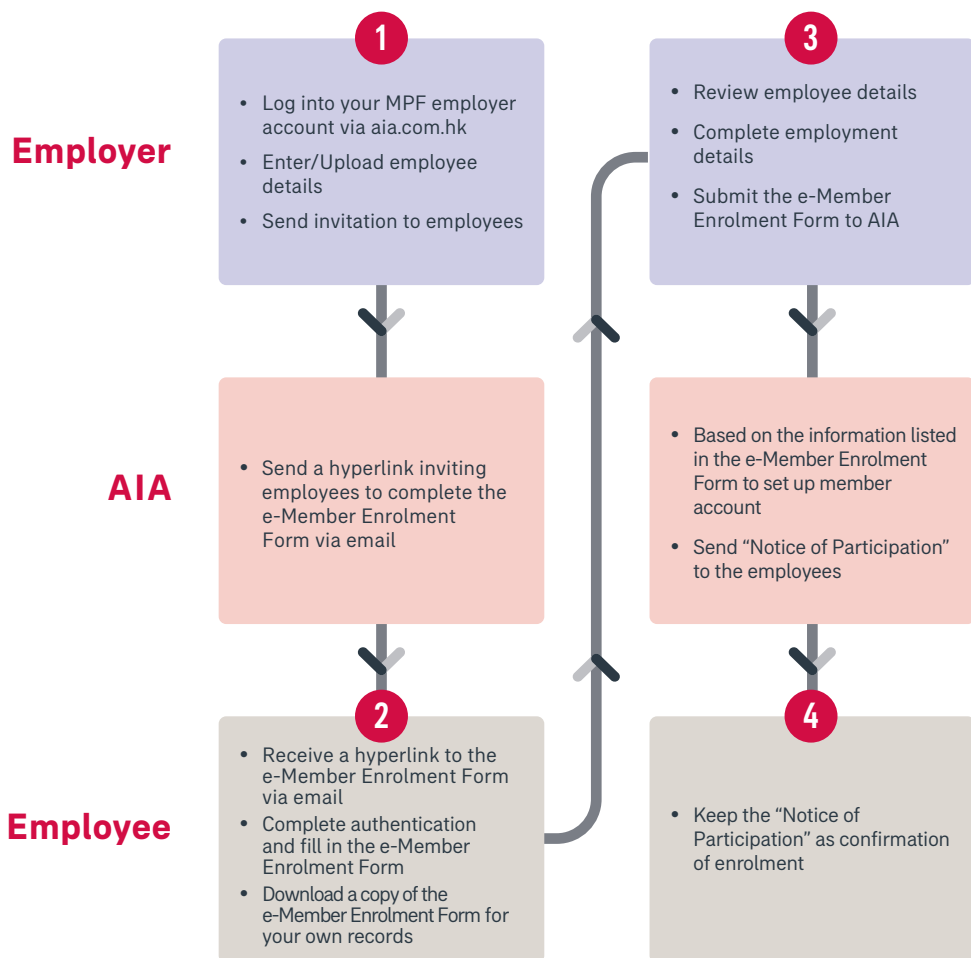 1
Employer
• Log into your MPF employer
account via aia.com.hk
• Enter/Upload employee
details
• Send invitation to employees
AIA
• Send a hyperlink inviting
employees to complete the
e-Member Enrolment
Form via email
2
Employee
• Receive a hyperlink to the
e-Member Enrolment Form
via email
• Complete authentication
and fill in the e-Member
Enrolment Form
• Download a copy of the
e-Member Enrolment Form for
your own records
3
• Review employee details
• Complete employment
details
• Submit the e-Member
Enrolment Form to AIA
• Based on the information listed
in the e-Member Enrolment
Form to set up member
account
• Send “Notice of Participation”
to the employees
4
• Keep the “Notice of
Participation” as confirmation
of enrolment